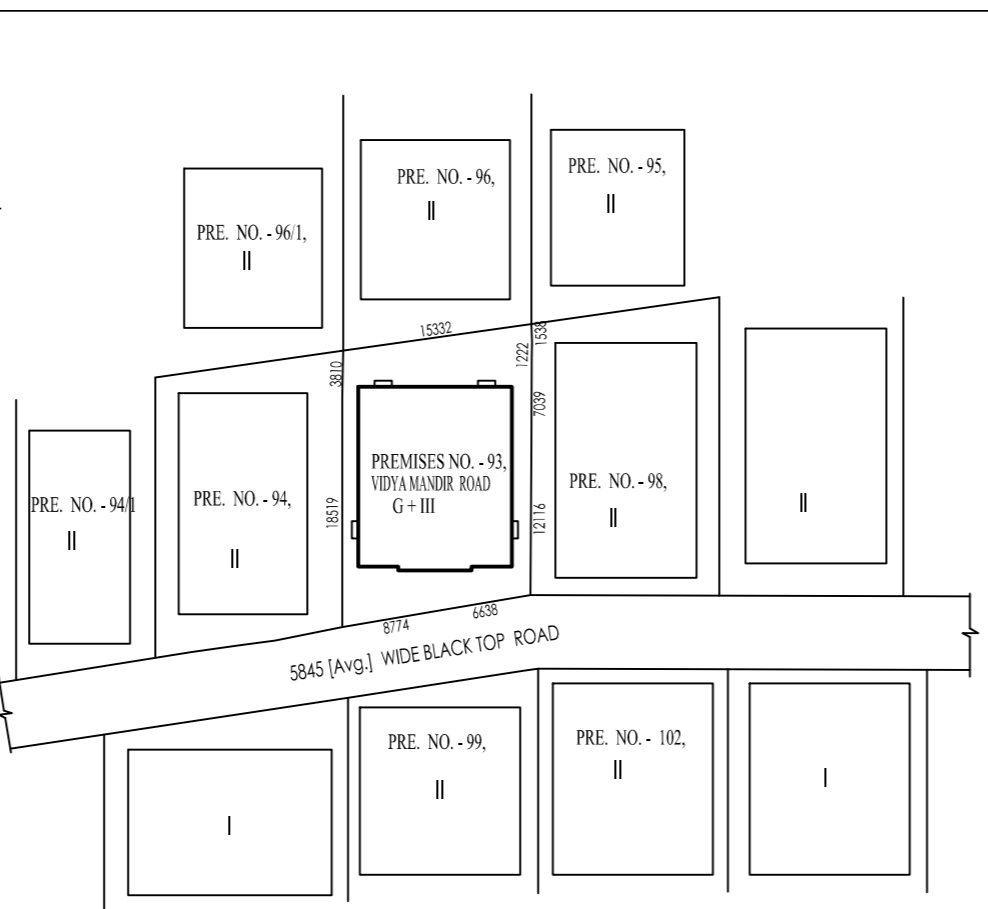 PRE. NO. - 96/1,
II
PRE. NO. - 96,
II
PRE. NO. - 95,
II
15332
3810
1222
1538
7039
18519
12116
PRE. NO. - 94/1
II
PRE. NO. - 94,
II
PREMISES NO. - 93,
VIDYA MANDIR ROAD
G + III
PRE. NO. - 98,
II
II
8774
6638
5845 [Avg.] WIDE BLACK TOP ROAD
I
PRE. NO. - 99,
II
PRE. NO. - 102,
II
I